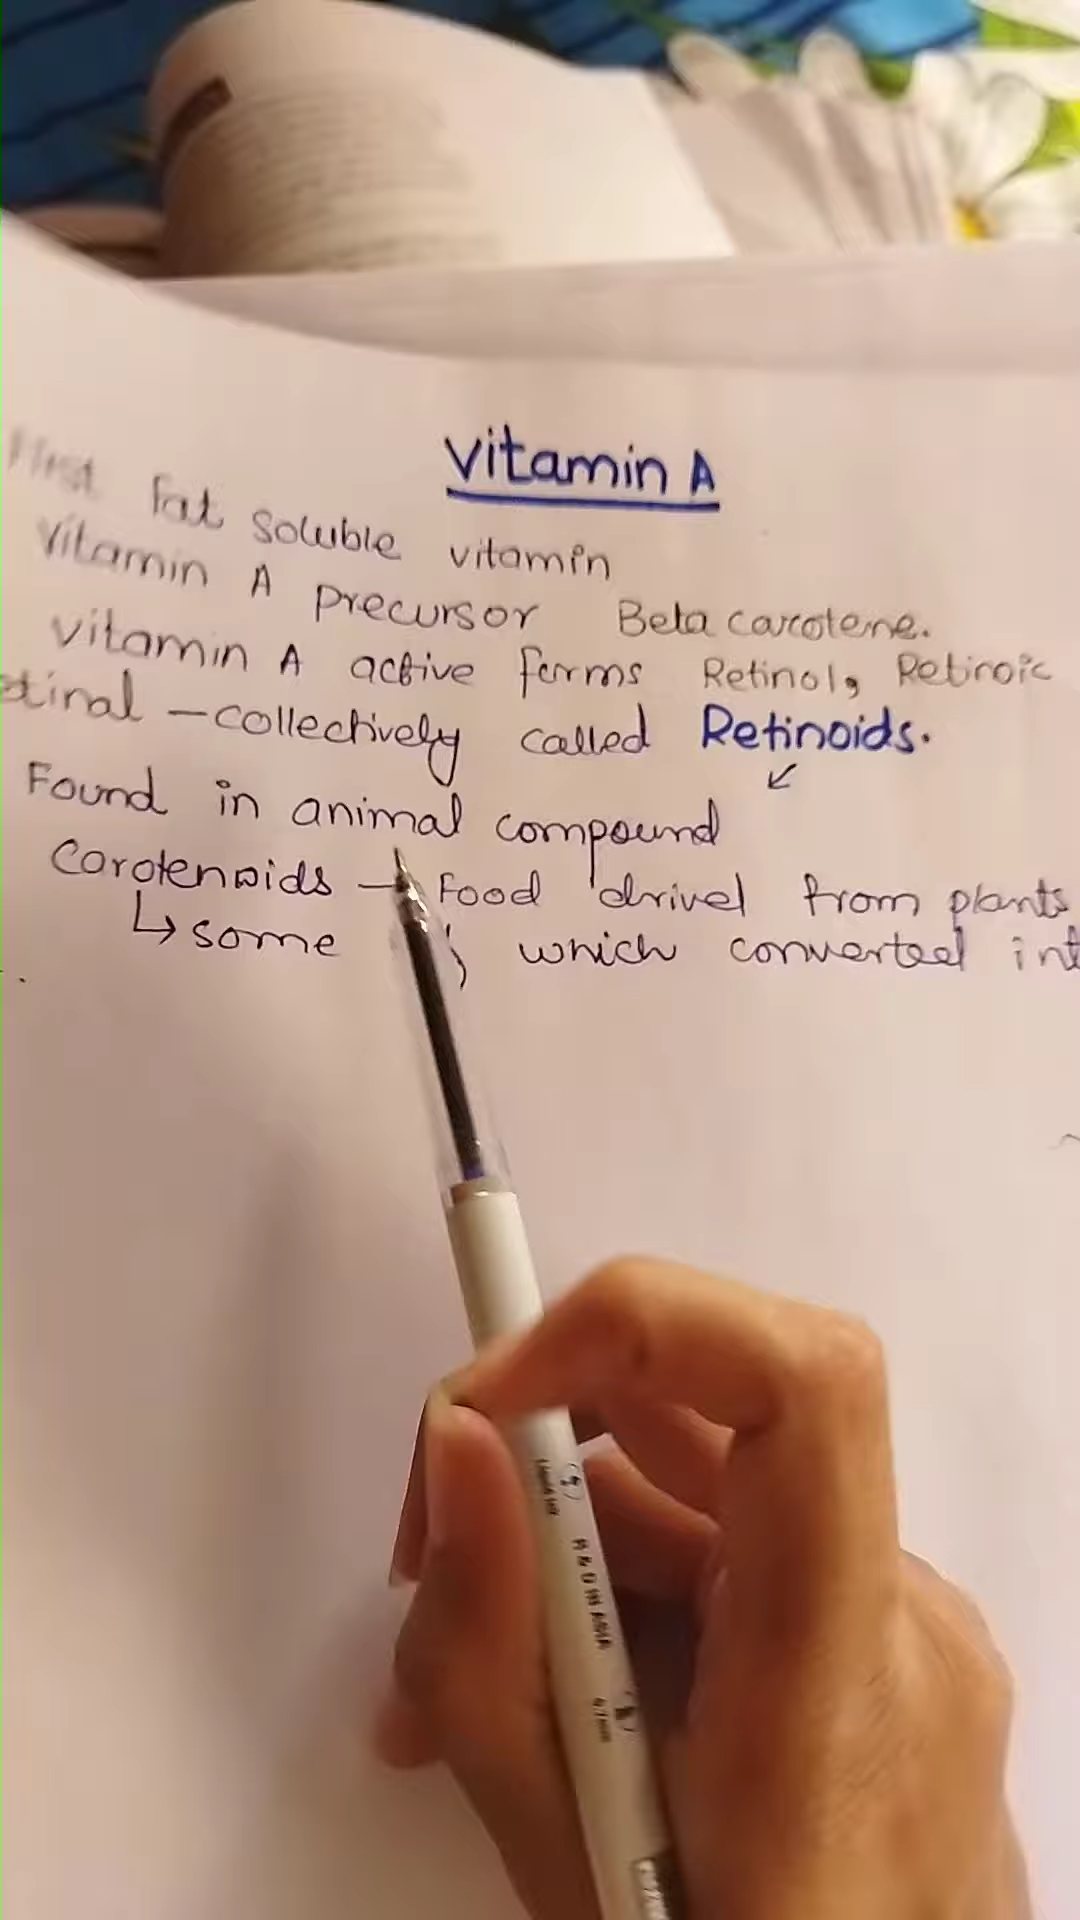 Vitamin A
First Fat Soluble vitamin
Vitamin A precursor Beta carotene.
Vitamin A active forms Retinol, Retinoic
etinal - collectively called Retinoids.
↙
Found in animal compound
Carotenoids - Food drived from plants
↳ some which converted int